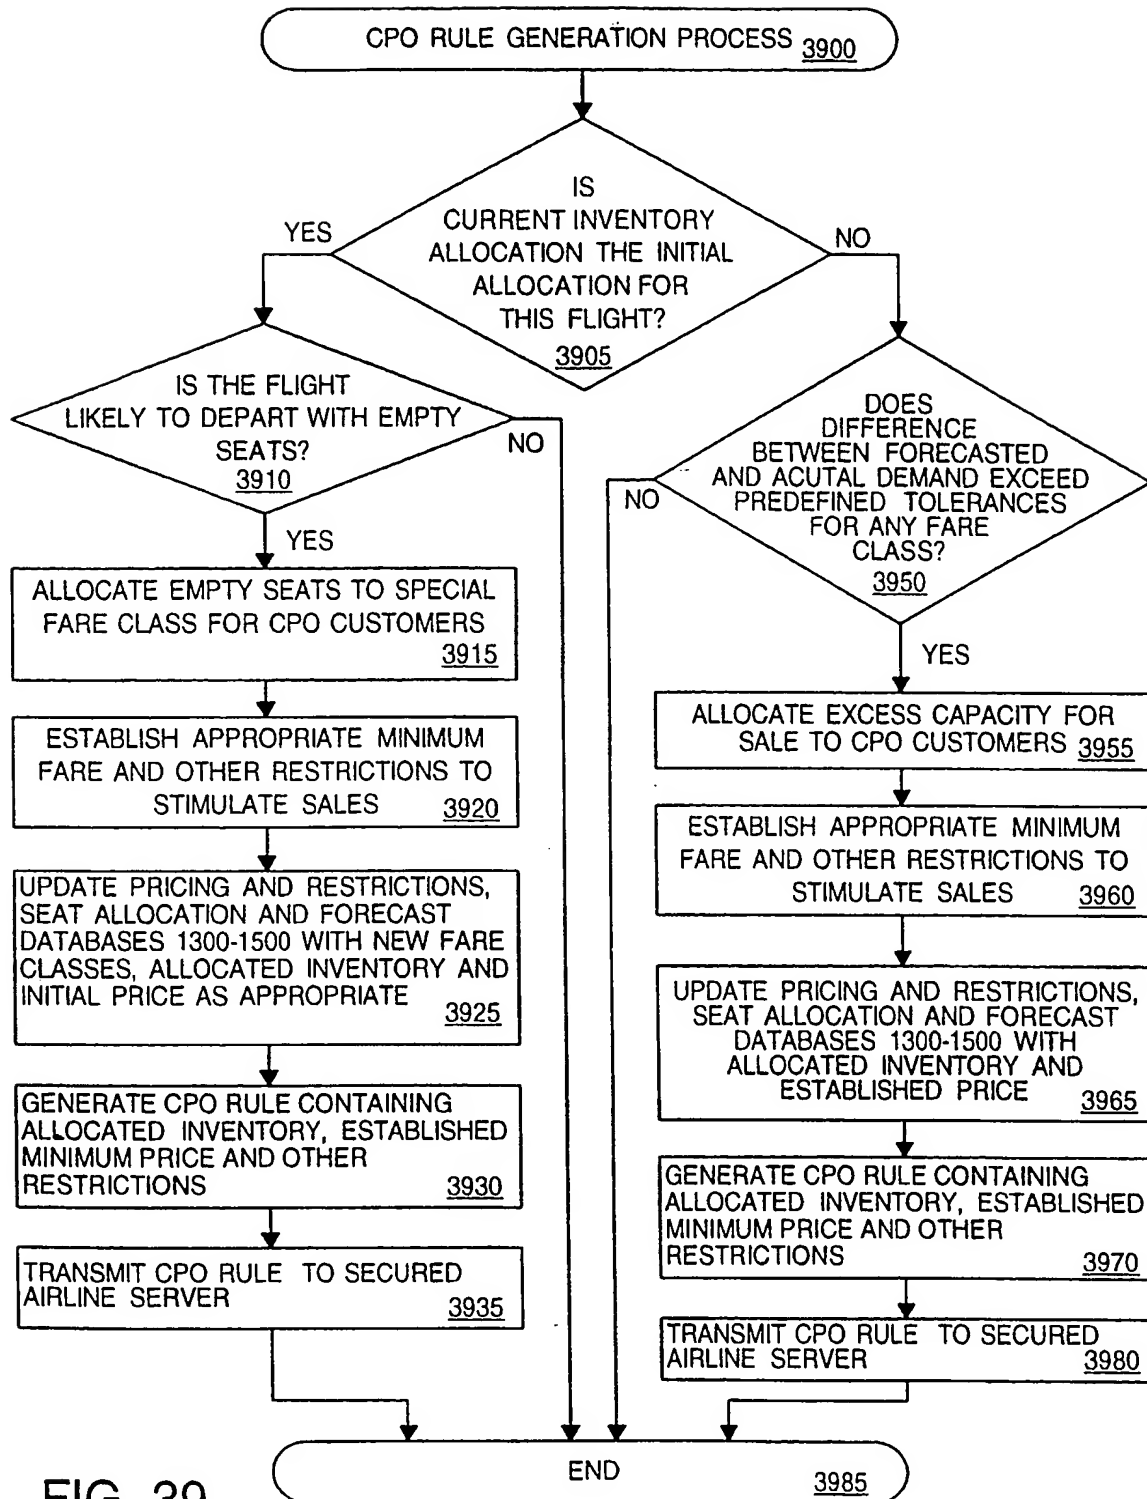 CPO RULE GENERATION PROCESS 3900
IS
CURRENT INVENTORY
ALLOCATION THE INITIAL
ALLOCATION FOR
THIS FLIGHT?
3905
YES
NO
IS THE FLIGHT
LIKELY TO DEPART WITH EMPTY
SEATS?
3910
NO
YES
ALLOCATE EMPTY SEATS TO SPECIAL
FARE CLASS FOR CPO CUSTOMERS
3915
ESTABLISH APPROPRIATE MINIMUM
FARE AND OTHER RESTRICTIONS TO
STIMULATE SALES 3920
UPDATE PRICING AND RESTRICTIONS,
SEAT ALLOCATION AND FORECAST
DATABASES 1300-1500 WITH NEW FARE
CLASSES, ALLOCATED INVENTORY AND
INITIAL PRICE AS APPROPRIATE
3925
GENERATE CPO RULE CONTAINING
ALLOCATED INVENTORY, ESTABLISHED
MINIMUM PRICE AND OTHER
RESTRICTIONS 3930
TRANSMIT CPO RULE TO SECURED
AIRLINE SERVER 3935
DOES
DIFFERENCE
BETWEEN FORECASTED
AND ACUTAL DEMAND EXCEED
PREDEFINED TOLERANCES
FOR ANY FARE
CLASS?
3950
NO
YES
ALLOCATE EXCESS CAPACITY FOR
SALE TO CPO CUSTOMERS 3955
ESTABLISH APPROPRIATE MINIMUM
FARE AND OTHER RESTRICTIONS TO
STIMULATE SALES 3960
UPDATE PRICING AND RESTRICTIONS,
SEAT ALLOCATION AND FORECAST
DATABASES 1300-1500 WITH
ALLOCATED INVENTORY AND
ESTABLISHED PRICE 3965
GENERATE CPO RULE CONTAINING
ALLOCATED INVENTORY, ESTABLISHED
MINIMUM PRICE AND OTHER
RESTRICTIONS 3970
TRANSMIT CPO RULE TO SECURED
AIRLINE SERVER 3980
END 3985
FIG. 39